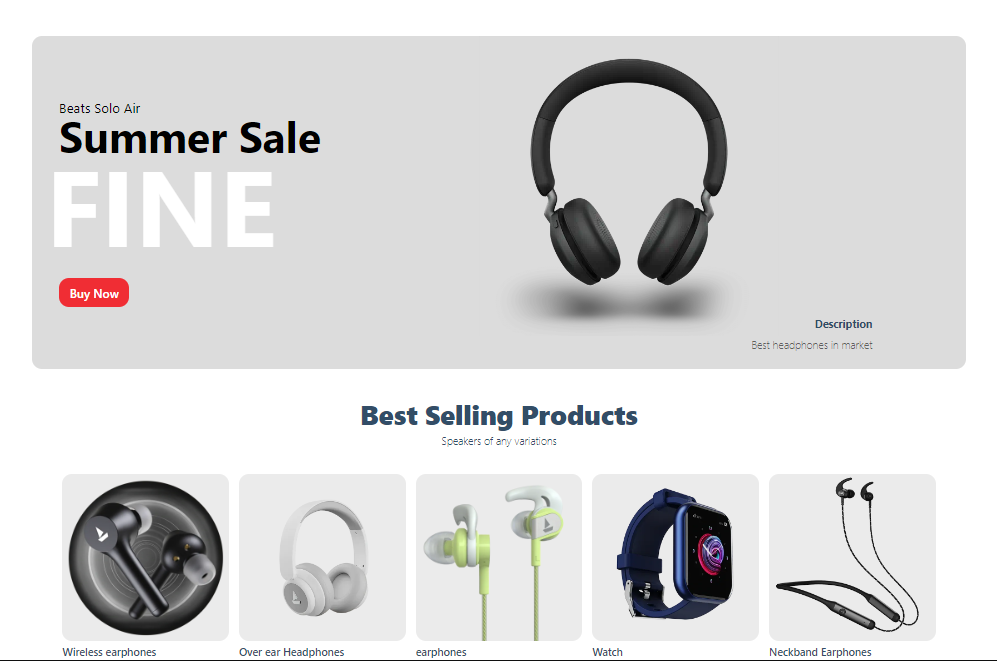 Beats Solo Air
Summer Sale
FINE
Buy Now
Description
Best headphones in market
Best Selling Products
Speakers of any variations
Wireless earphones
Over ear Headphones
earphones
Watch
Neckband Earphones